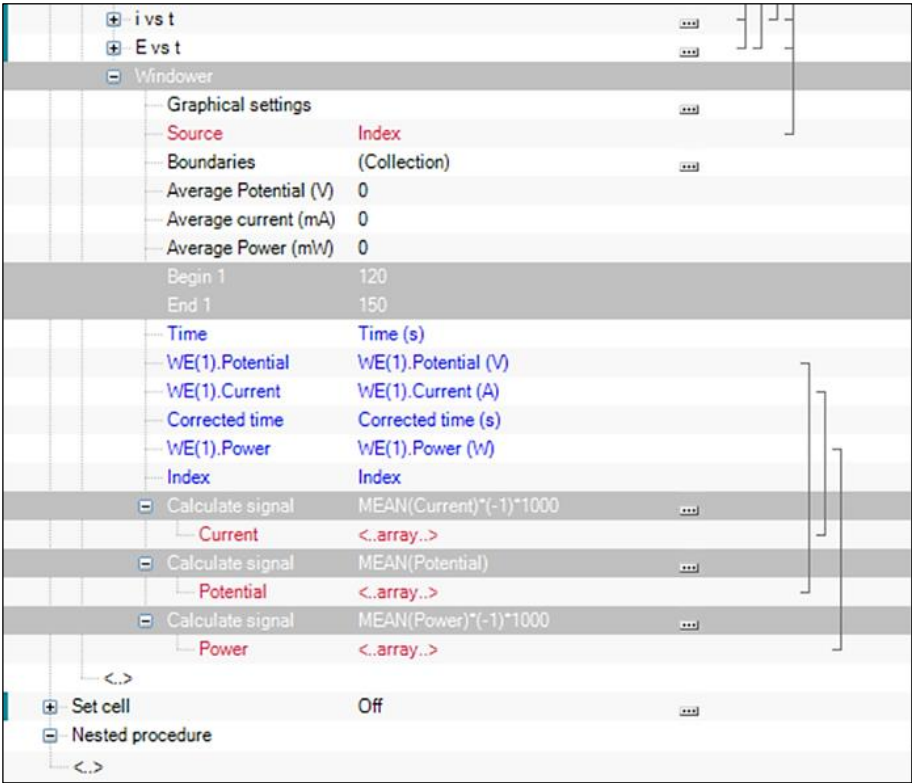 i vs t
E vs t
Windower
Graphical settings
Source Index
Boundaries (Collection)
Average Potential (V) 0
Average current (mA) 0
Average Power (mW) 0
Begin 1 120
End 1 150
Time Time (s)
WE(1).Potential WE(1).Potential (V)
WE(1).Current WE(1).Current (A)
Corrected time Corrected time (s)
WE(1).Power WE(1).Power (W)
Index Index
Calculate signal MEAN(Current)*(-1)*1000
Current <..array..>
Calculate signal MEAN(Potential)
Potential <..array..>
Calculate signal MEAN(Power)*(-1)*1000
Power <..array..>
<..>
Set cell Off
Nested procedure
<..>